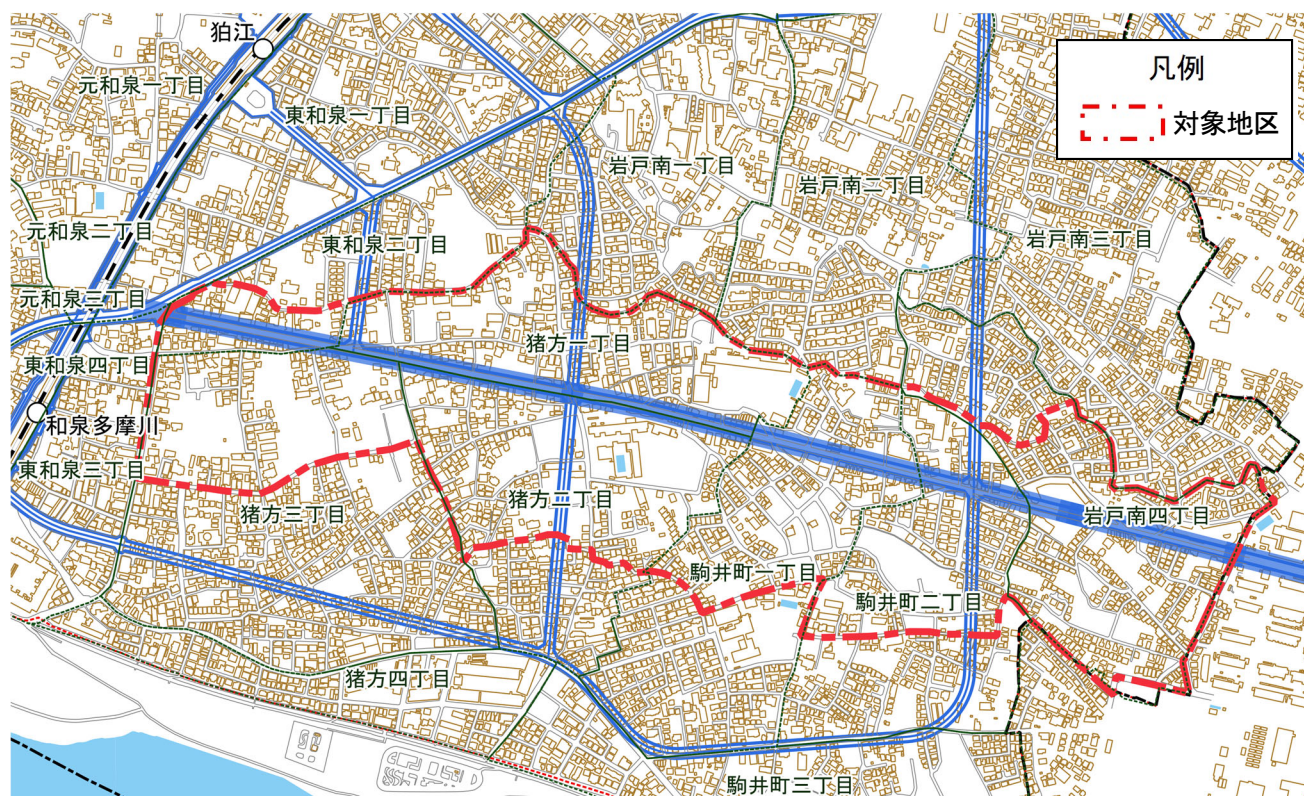 狛江
元和泉一丁目
東和泉一丁目
凡例
対象地区
岩戸南一丁目
岩戸南二丁目
元和泉二丁目
東和泉二丁目
岩戸南三丁目
元和泉三丁目
猪方一丁目
東和泉四丁目
和泉多摩川
東和泉三丁目
猪方三丁目
猪方二丁目
岩戸南四丁目
駒井町一丁目
駒井町二丁目
猪方四丁目
駒井町三丁目